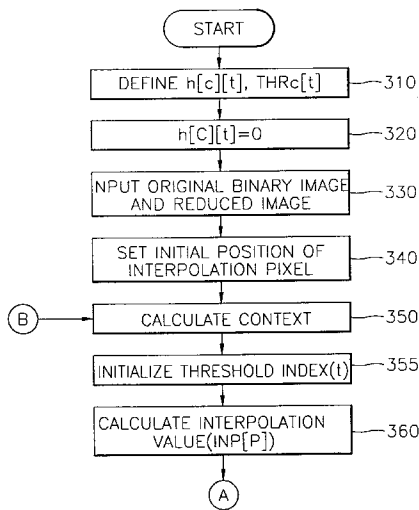 START
DEFINE h[c][t], THRc[t]
310
h[C][t]=0
320
NPUT ORIGINAL BINARY IMAGE
AND REDUCED IMAGE
330
SET INITIAL POSITION OF
INTERPOLATION PIXEL
340
B
CALCULATE CONTEXT
350
INITIALIZE THRESHOLD INDEX(t)
355
CALCULATE INTERPOLATION
VALUE(INP[P])
360
A